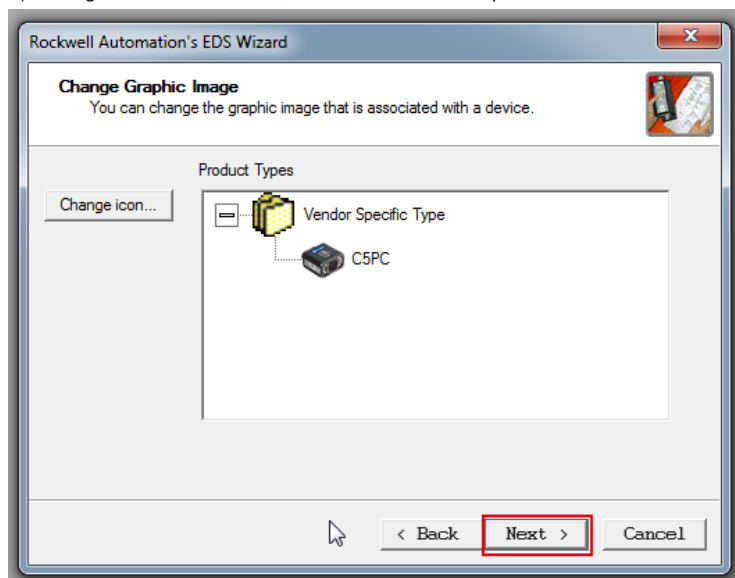 Rockwell Automation's EDS Wizard
Change Graphic Image
You can change the graphic image that is associated with a device.
Product Types
Change icon...
Vendor Specific Type
C5PC
< Back Next > Cancel